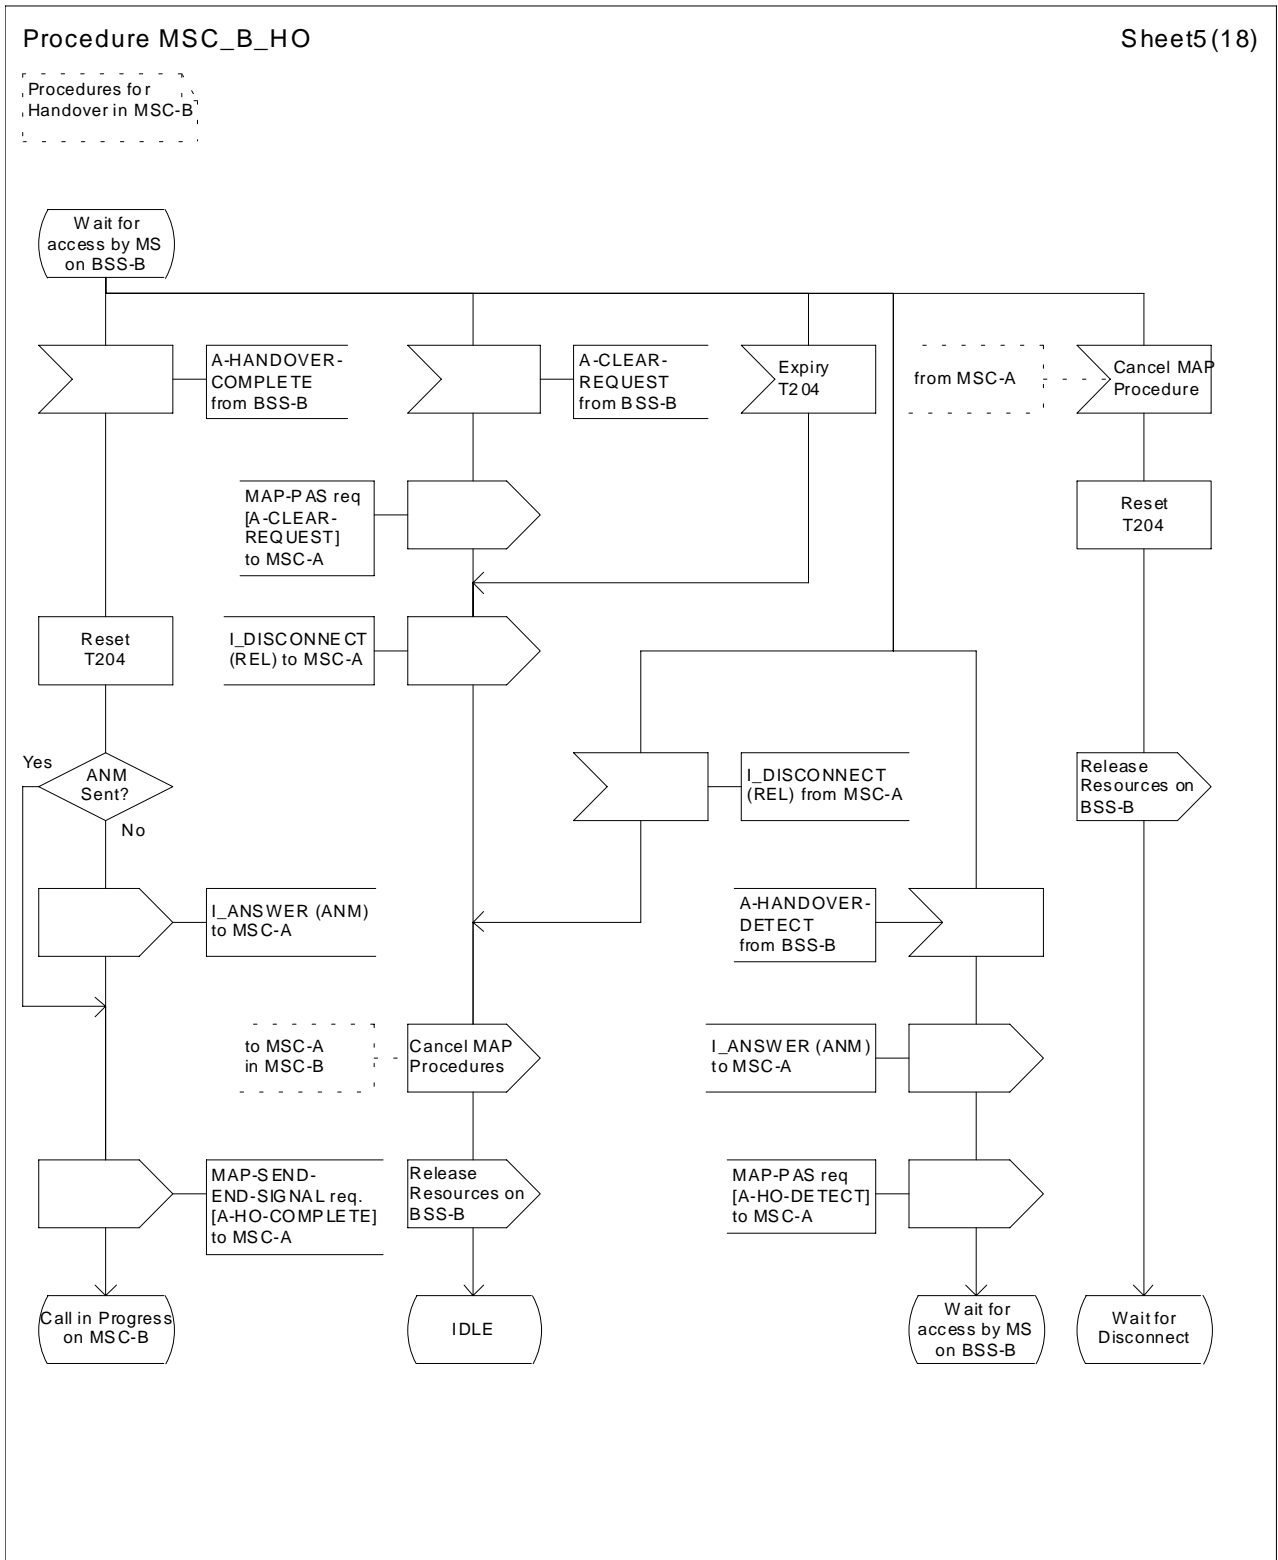 Procedure MSC_B_HO
Sheet5(18)
Procedures for
Handover in MSC-B
Wait for
access by MS
on BSS-B
A-HANDOVER-
COMPLETE
from BSS-B
A-CLEAR-
REQUEST
from BSS-B
Expiry
T204
from MSC-A
Cancel MAP
Procedure
MAP-PAS req
[A-CLEAR-
REQUEST]
to MSC-A
Reset
T204
Reset
T204
I_DISCONNECT
(REL) to MSC-A
Yes
ANM
Sent?
No
I_DISCONNECT
(REL) from MSC-A
Release
Resources on
BSS-B
I_ANSWER (ANM)
to MSC-A
A-HANDOVER-
DETECT
from BSS-B
to MSC-A
in MSC-B
Cancel MAP
Procedures
I_ANSWER (ANM)
to MSC-A
MAP-SEND-
END-SIGNAL req.
[A-HO-COMPLETE]
to MSC-A
Release
Resources on
BSS-B
MAP-PAS req
[A-HO-DETECT]
to MSC-A
Call in Progress
on MSC-B
IDLE
Wait for
access by MS
on BSS-B
Wait for
Disconnect